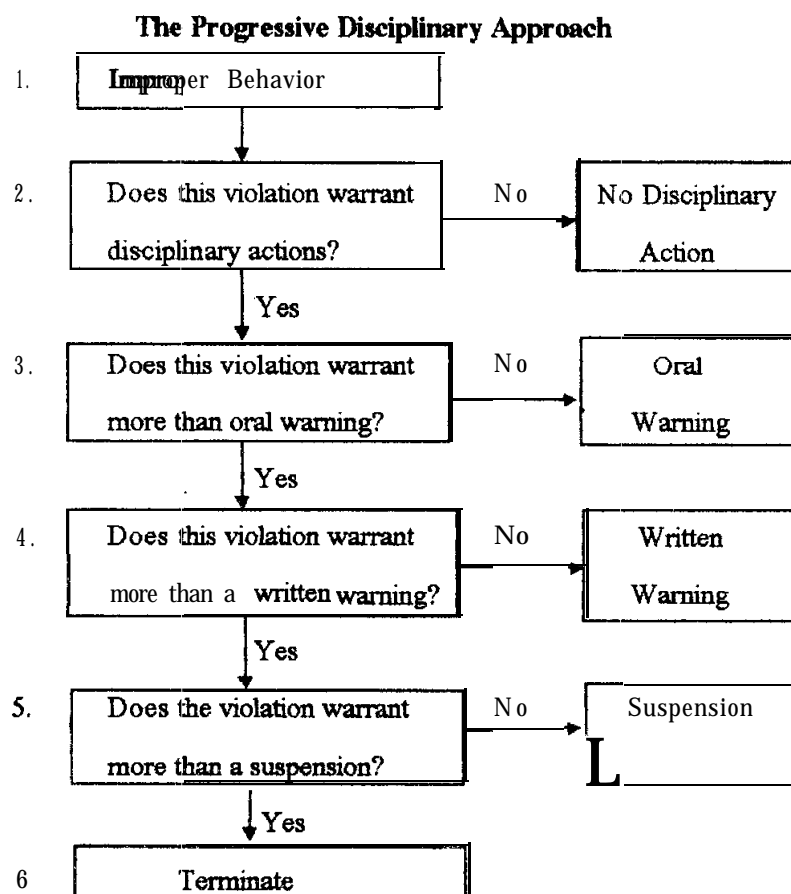 The Progressive Disciplinary Approach
1. Improper Behavior
2. Does this violation warrant No No Disciplinary
disciplinary actions? Action
Yes
3. Does this violation warrant No Oral
more than oral warning? Warning
Yes
4. Does this violation warrant No Written
more than a written warning? Warning
Yes
5. Does the violation warrant No Suspension
more than a suspension? L
Yes
6 Terminate